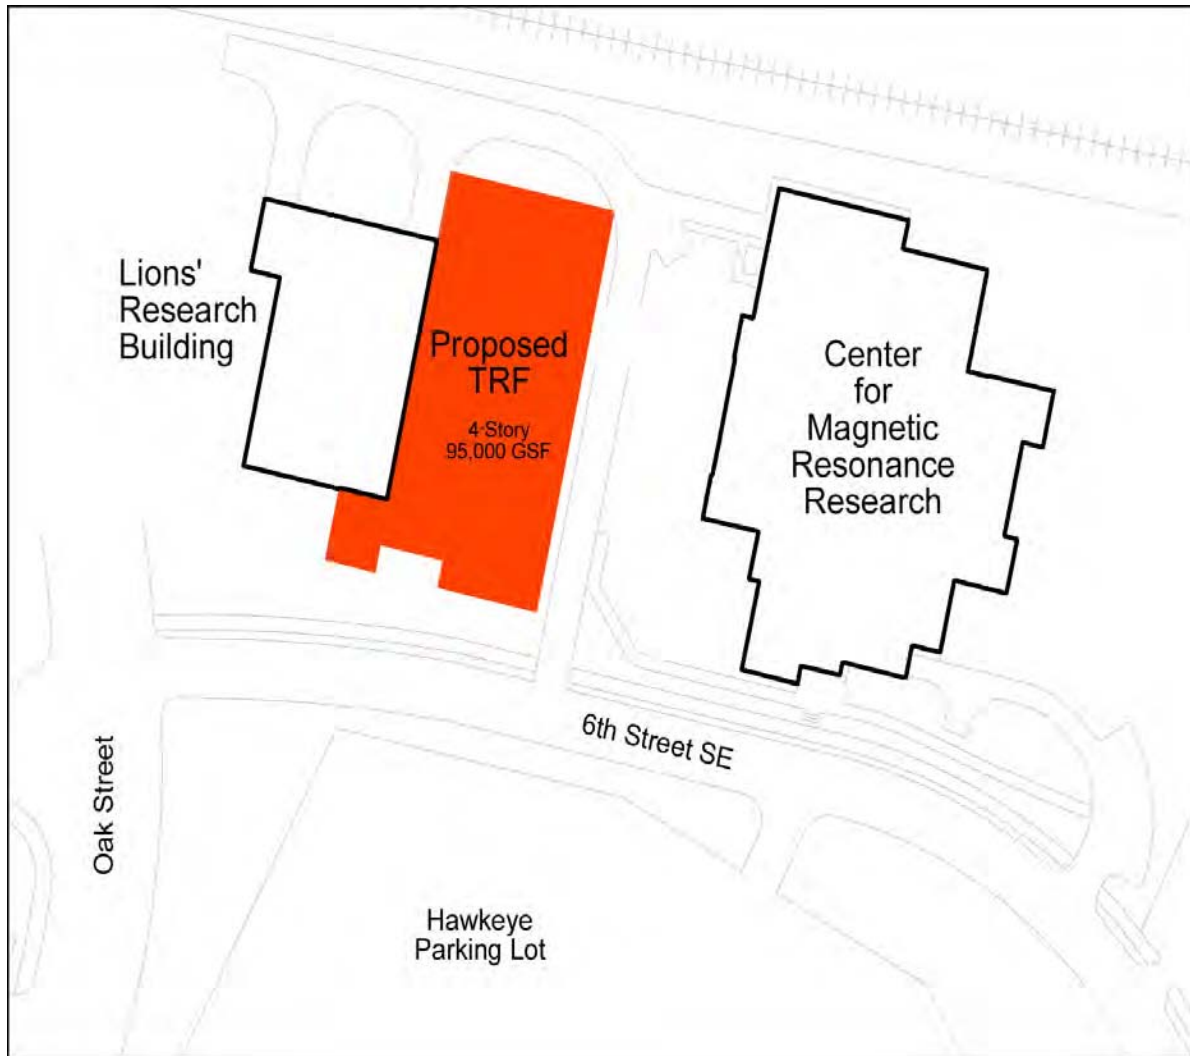 Lions'
Research
Building
Proposed
TRF
4-Story
95,000 GSF
Center
for
Magnetic
Resonance
Research
6th Street SE
Oak Street
Hawkeye
Parking Lot